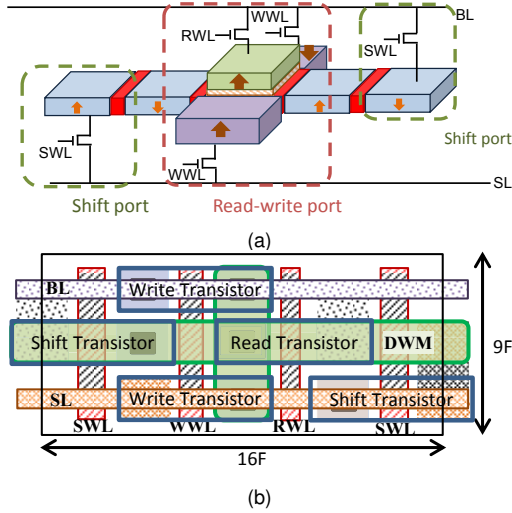 WWL
BL
RWL
SWL
SWL
WWL
Shift port
SL
Shift port
Read-write port
(a)
BL
Write Transistor
Shift Transistor
Read Transistor
DWM
9F
SL
Write Transistor
Shift Transistor
SWL
WWL
RWL
SWL
16F
(b)